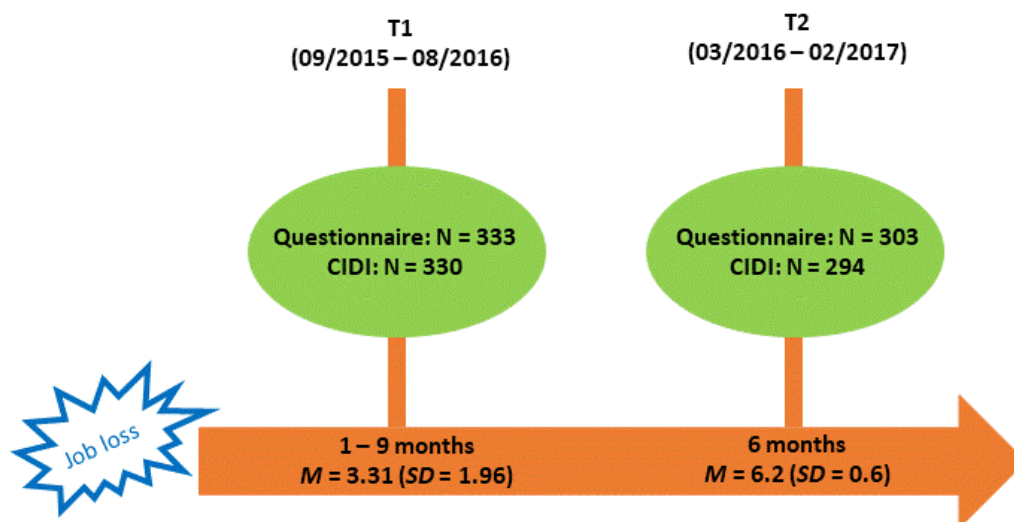 T1
(09/2015 – 08/2016)
T2
(03/2016 – 02/2017)
Questionnaire: N = 333
CIDI: N = 330
Questionnaire: N = 303
CIDI: N = 294
Job loss
1 – 9 months
M = 3.31 (SD = 1.96)
6 months
M = 6.2 (SD = 0.6)